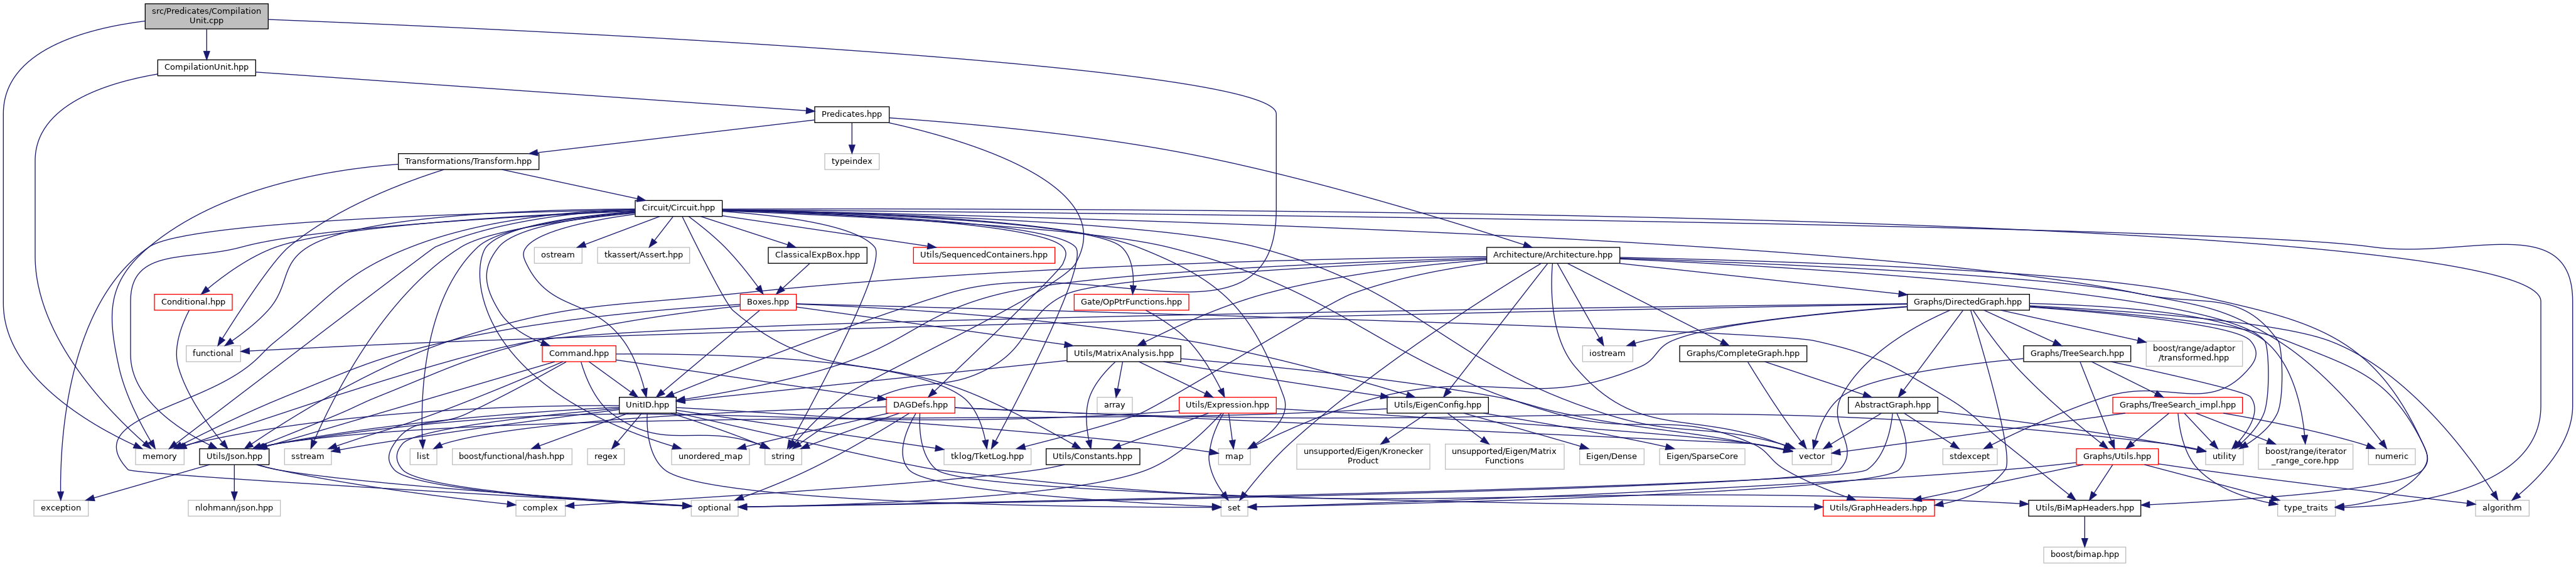 src/Predicates/Compilation
Unit.cpp
CompilationUnit.hpp
Predicates.hpp
Transformations/Transform.hpp
typeindex
Circuit/Circuit.hpp
ostream
tkassert/Assert.hpp
ClassicalExpBox.hpp
Utils/SequencedContainers.hpp
Architecture/Architecture.hpp
Conditional.hpp
Boxes.hpp
Gate/OpPtrFunctions.hpp
Graphs/DirectedGraph.hpp
functional
Command.hpp
Utils/MatrixAnalysis.hpp
iostream
Graphs/CompleteGraph.hpp
Graphs/TreeSearch.hpp
boost/range/adaptor
/transformed.hpp
UnitID.hpp
DAGDefs.hpp
array
Utils/Expression.hpp
Utils/EigenConfig.hpp
AbstractGraph.hpp
Graphs/TreeSearch_impl.hpp
memory
Utils/Json.hpp
sstream
list
boost/functional/hash.hpp
regex
unordered_map
string
tklog/TketLog.hpp
Utils/Constants.hpp
map
unsupported/Eigen/Kronecker
Product
unsupported/Eigen/Matrix
Functions
Eigen/Dense
Eigen/SparseCore
vector
stdexcept
Graphs/Utils.hpp
utility
boost/range/iterator
_range_core.hpp
numeric
exception
nlohmann/json.hpp
complex
optional
set
Utils/GraphHeaders.hpp
Utils/BiMapHeaders.hpp
type_traits
algorithm
boost/bimap.hpp